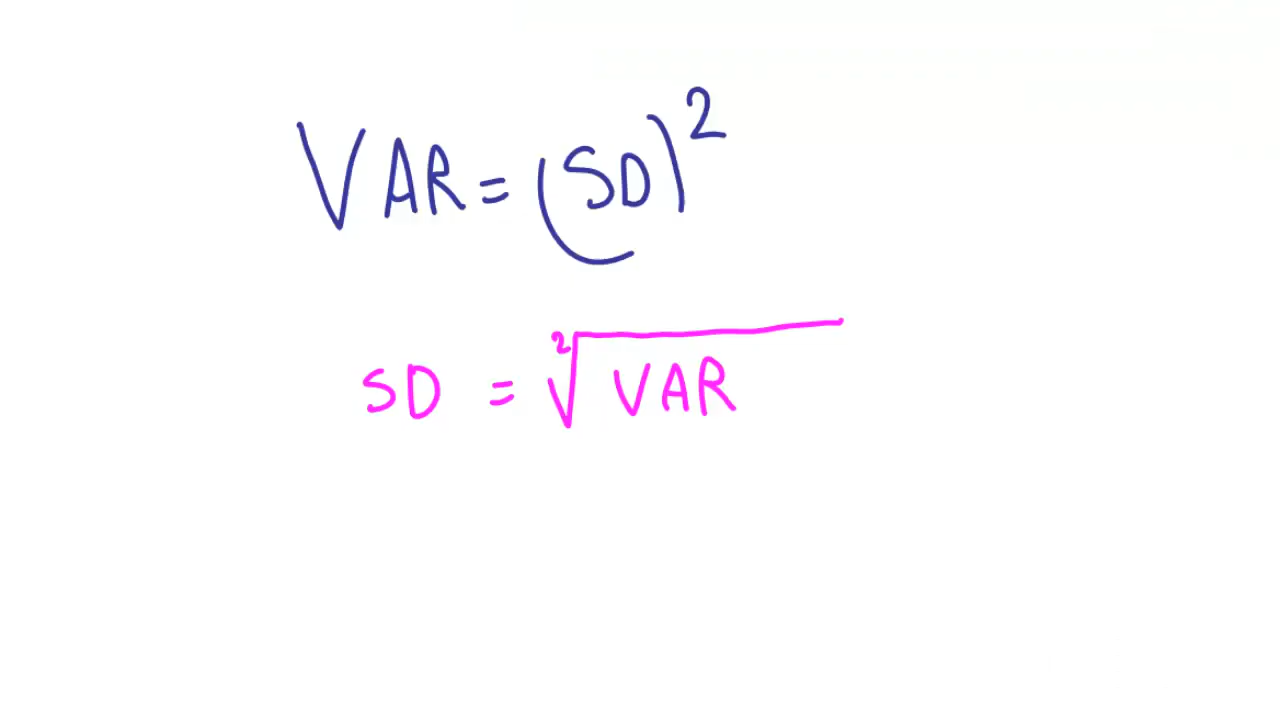 VAR = (SD)²
SD = ²√VAR